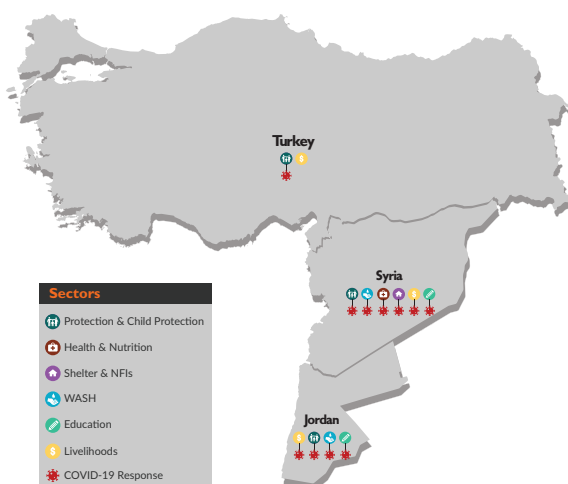 Turkey
Syria
Sectors
Protection & Child Protection
Health & Nutrition
Shelter & NFIs
WASH
Education
Livelihoods
COVID-19 Response
Jordan